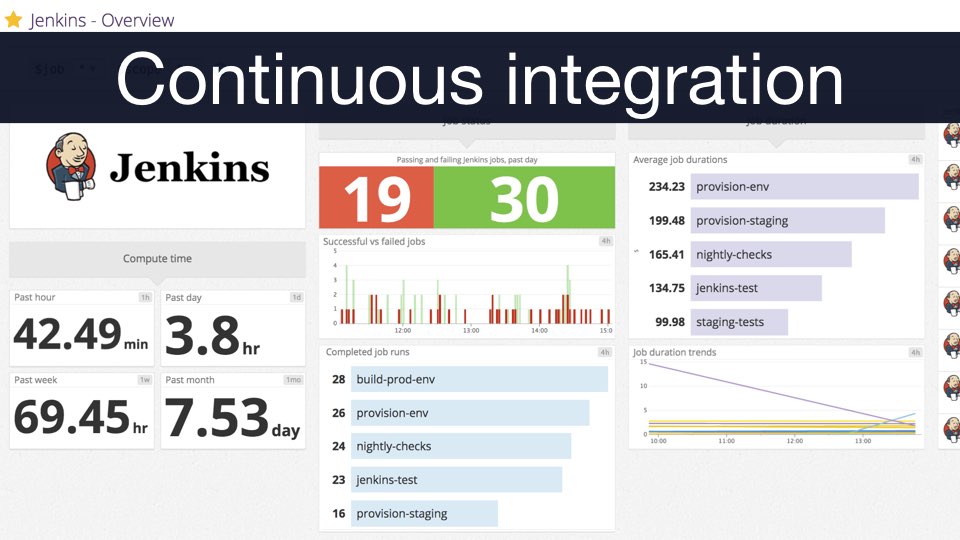 Jenkins - Overview
Continuous integration
Jenkins
Compute time
Past hour 1h
42.49 min
Past day 1d
3.8 hr
Past week 1w
69.45 hr
Past month 1mo
7.53 day
Job status
Passing and failing Jenkins jobs, past day
19 30
Successful vs failed jobs 4h
5
4
3
2
1
0
12:00 13:00 14:00 15:0
Completed job runs 4h
28 build-prod-env
26 provision-env
24 nightly-checks
23 jenkins-test
16 provision-staging
Job duration
Average job durations 4h
234.23 provision-env
199.48 provision-staging
165.41 nightly-checks
134.75 jenkins-test
99.98 staging-tests
Job duration trends 4h
15
10
5
0
10:00 11:00 12:00 13:00